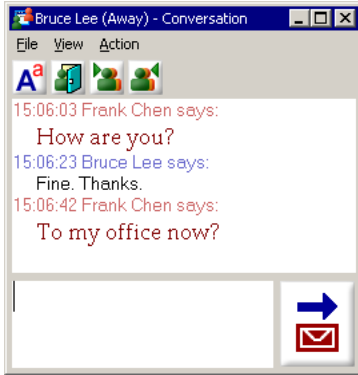 Bruce Lee (Away) - Conversation
File View Action
Aa
15:06:03 Frank Chen says:
How are you?
15:06:23 Bruce Lee says:
Fine. Thanks.
15:06:42 Frank Chen says:
To my office now?